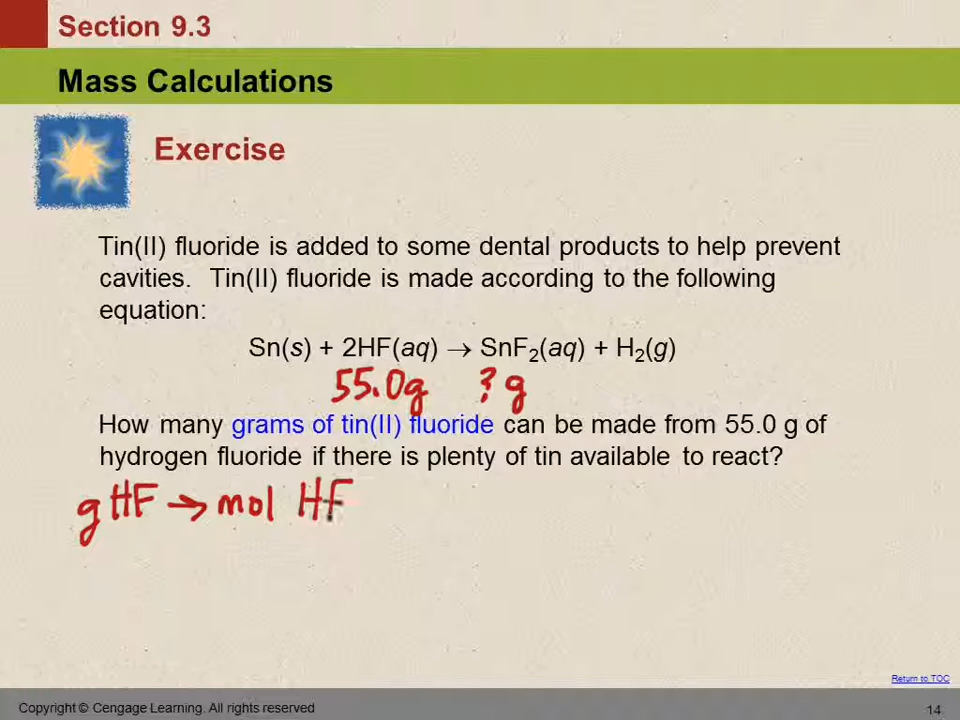 Section 9.3
Mass Calculations
Exercise
Tin(II) fluoride is added to some dental products to help prevent
cavities. Tin(II) fluoride is made according to the following
equation:
Sn(s) + 2HF(aq) → SnF₂(aq) + H₂(g)
55.0g ? g
How many grams of tin(II) fluoride can be made from 55.0 g of
hydrogen fluoride if there is plenty of tin available to react?
g HF → mol HF
Return to TOC
Copyright © Cengage Learning. All rights reserved
14